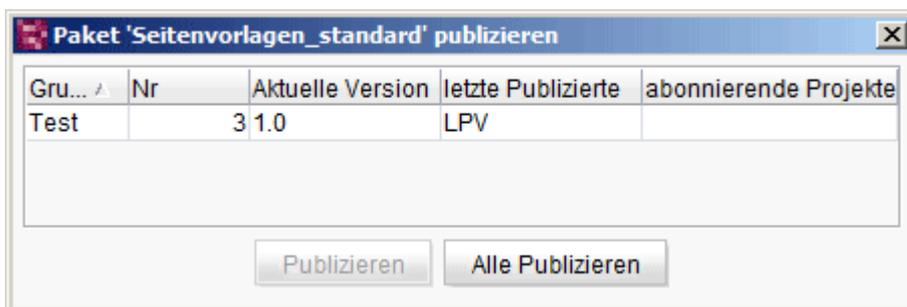 Paket 'Seitenvorlagen_standard' publizieren
Gru... Nr Aktuelle Version letzte Publizierte abonnierende Projekte
Test 3 1.0 LPV
Publizieren Alle Publizieren